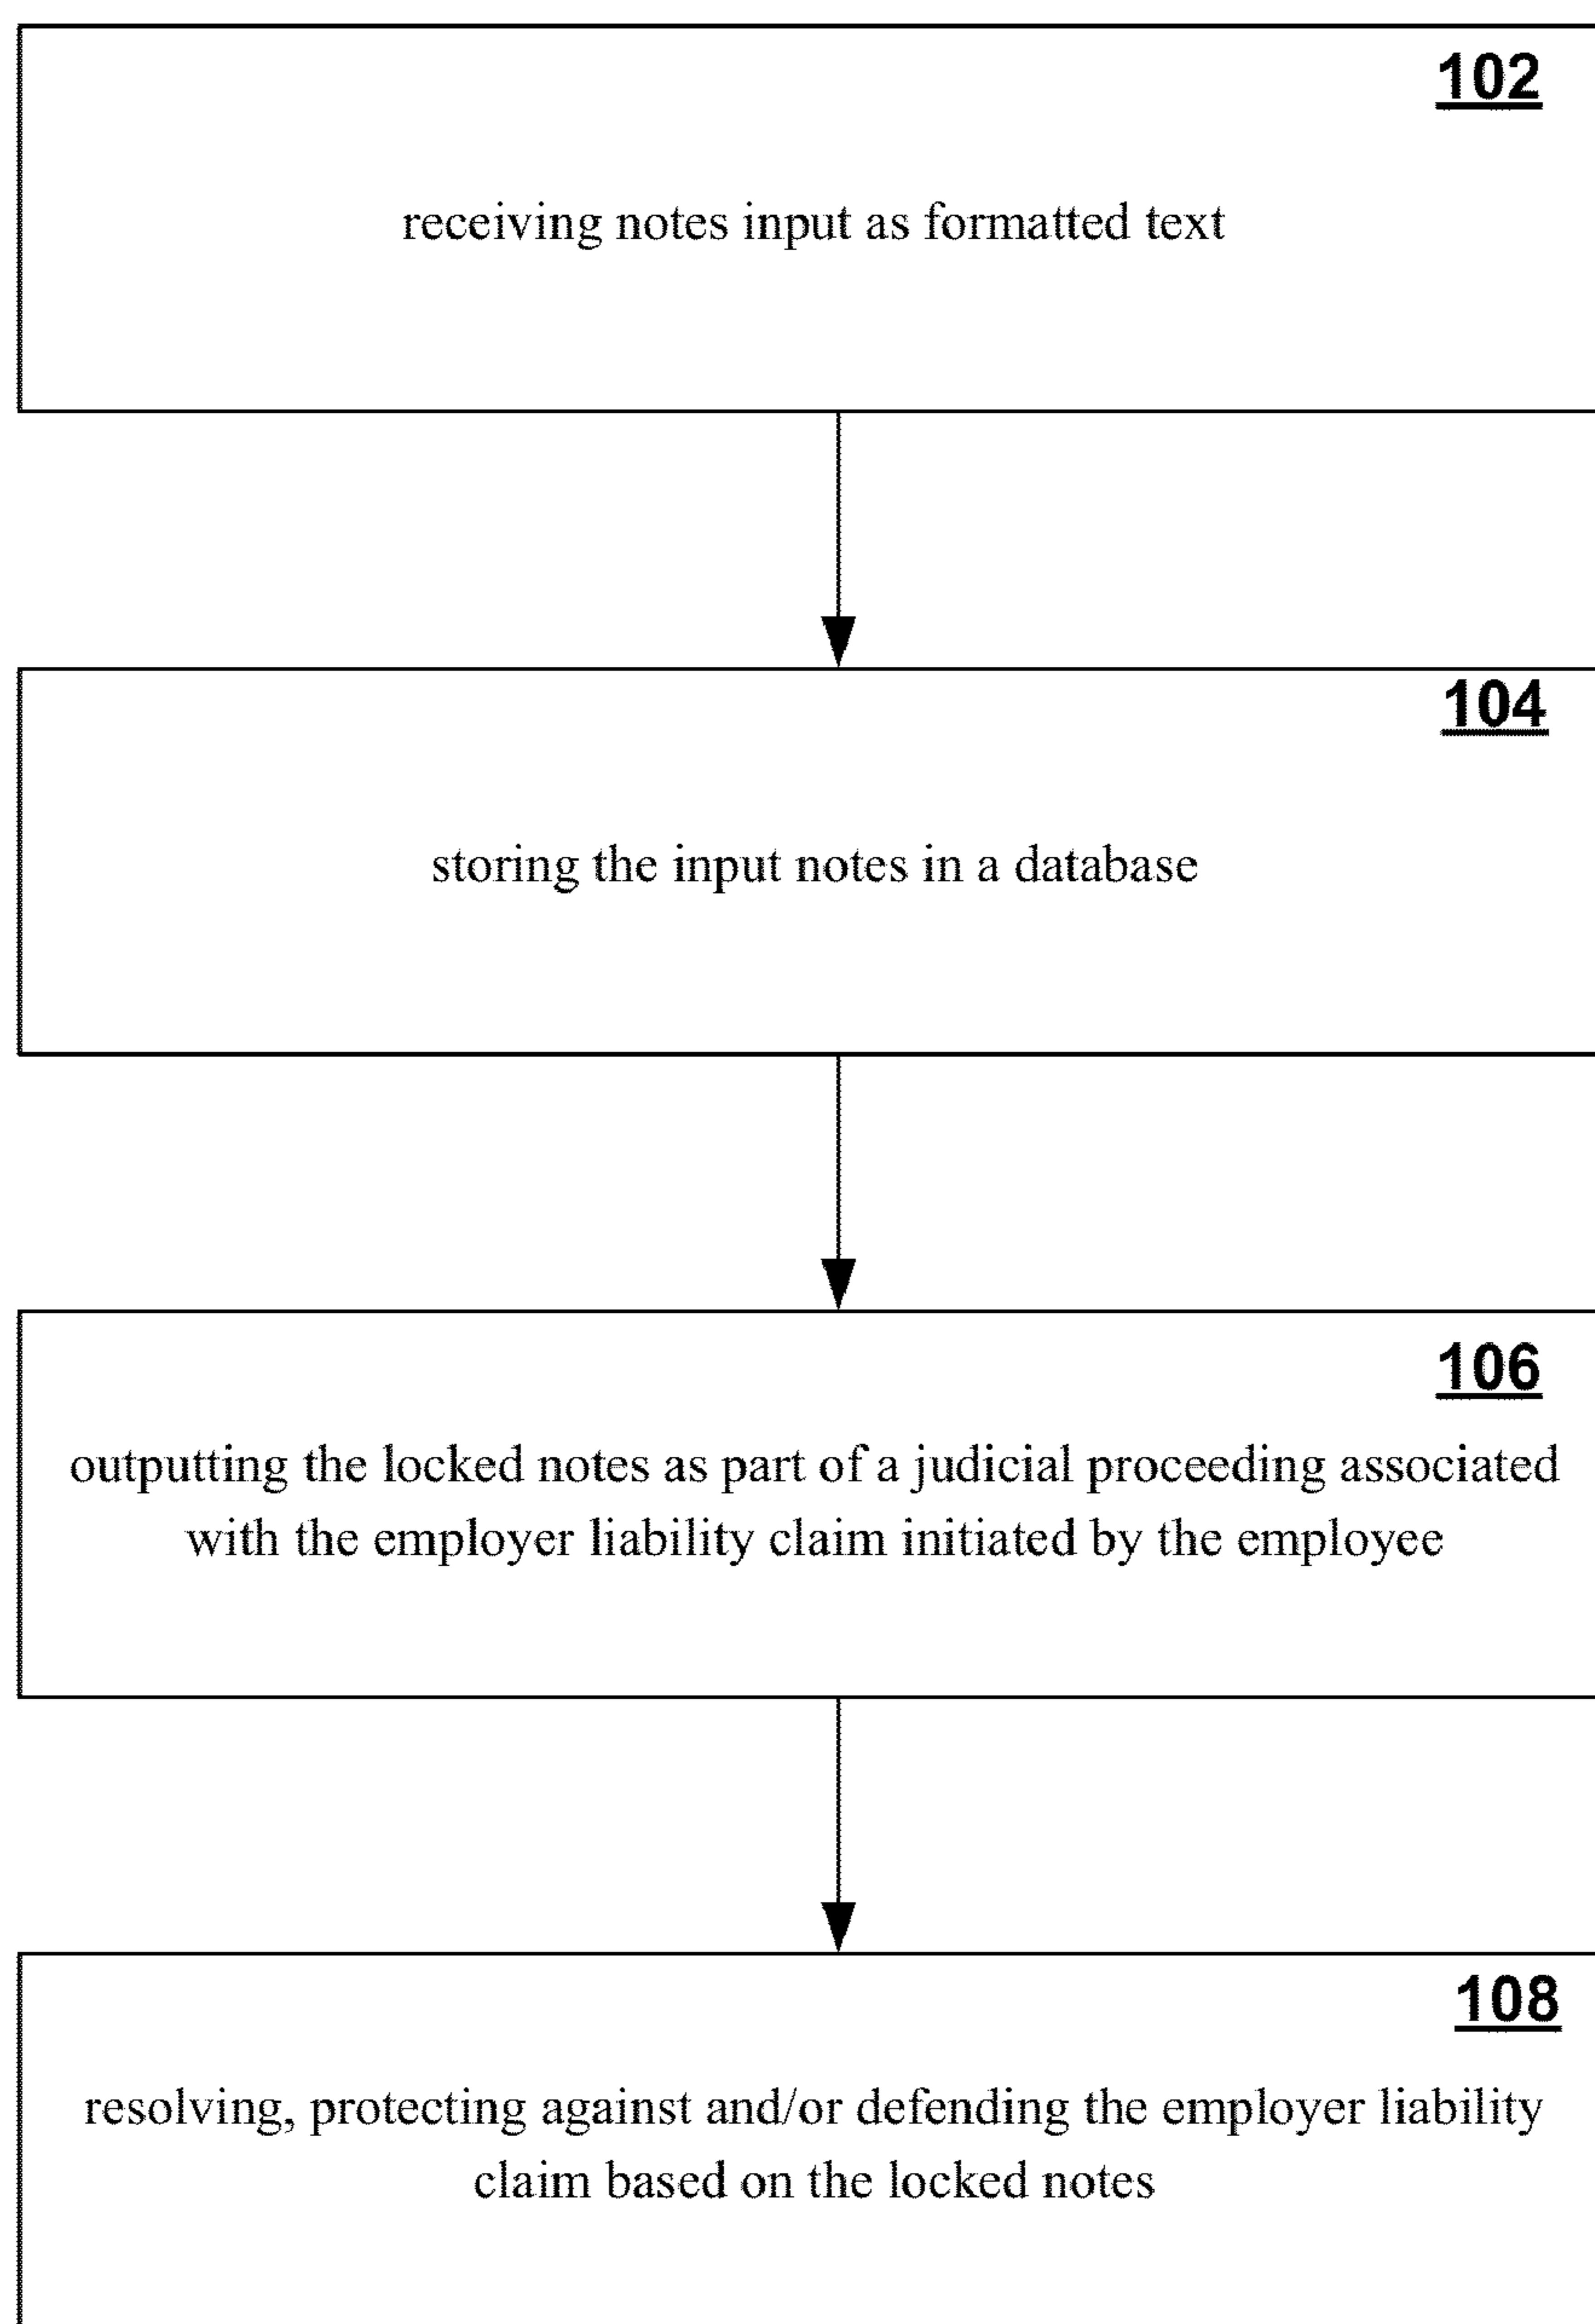 102
receiving notes input as formatted text
104
storing the input notes in a database
106
outputting the locked notes as part of a judicial proceeding associated
with the employer liability claim initiated by the employee
108
resolving, protecting against and/or defending the employer liability
claim based on the locked notes